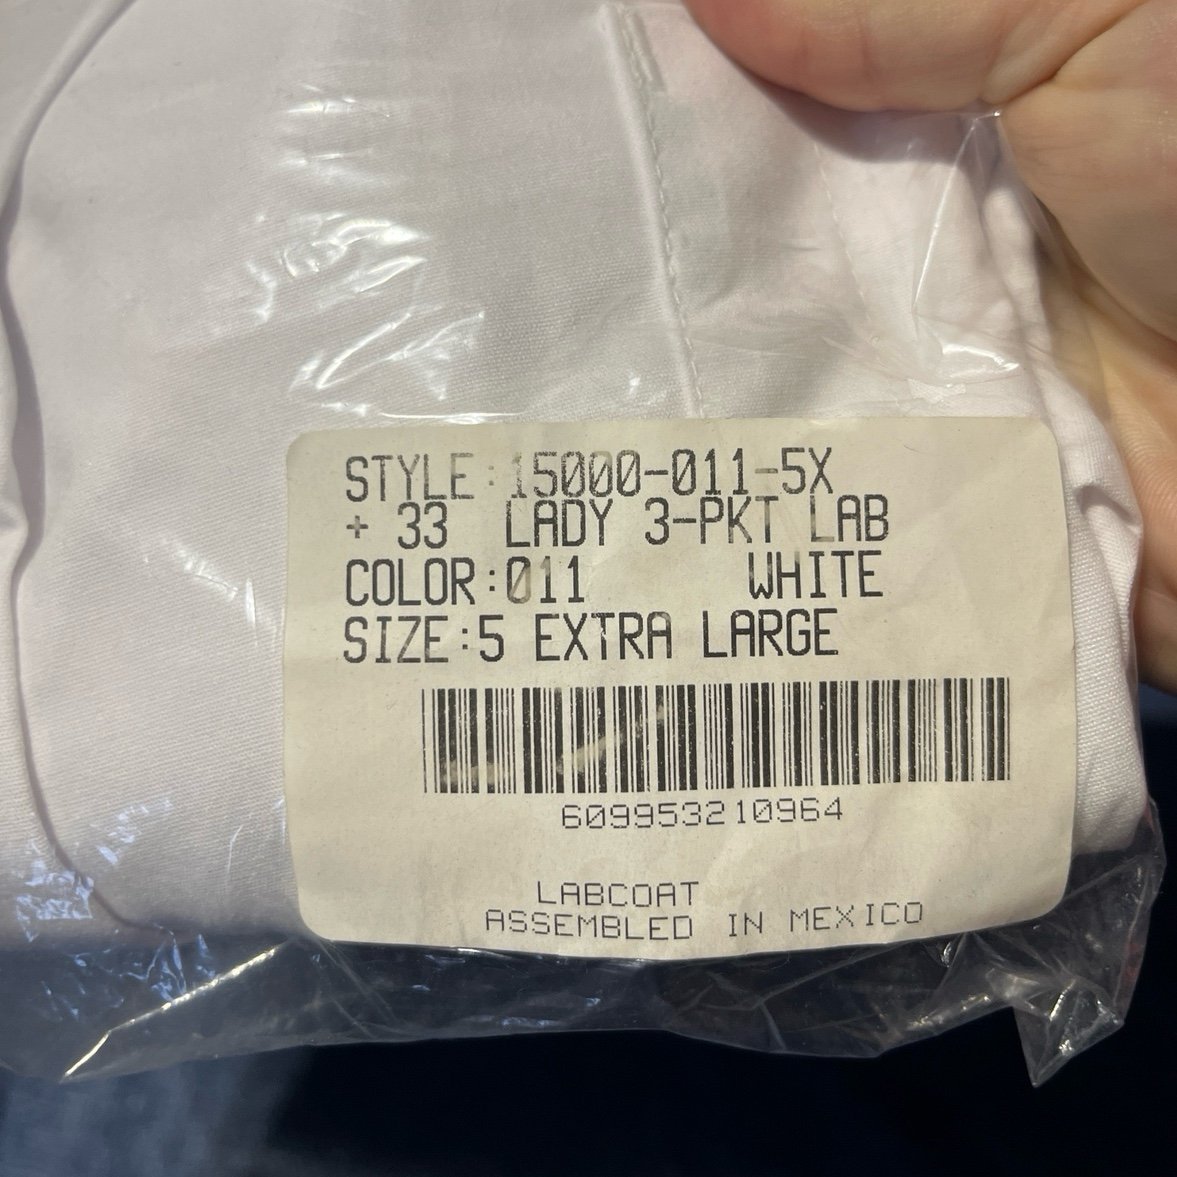 STYLE:15000-011-5X
+ 33 LADY 3-PKT LAB
COLOR:011 WHITE
SIZE:5 EXTRA LARGE
609953210964
LABCOAT
ASSEMBLED IN MEXICO